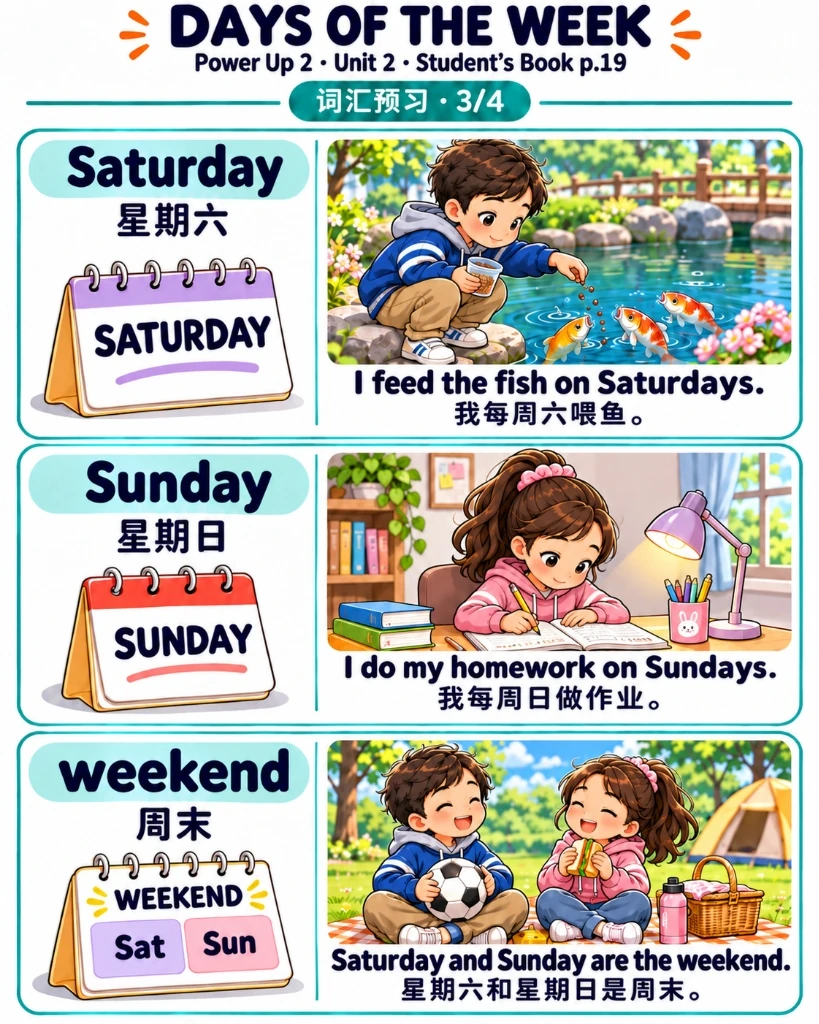 DAYS OF THE WEEK
Power Up 2 · Unit 2 · Student's Book p.19
词汇预习 · 3/4
Saturday
星期六
SATURDAY
I feed the fish on Saturdays.
我每周六喂鱼。
Sunday
星期日
SUNDAY
I do my homework on Sundays.
我每周日做作业。
weekend
周末
WEEKEND
Sat Sun
Saturday and Sunday are the weekend.
星期六和星期日是周末。